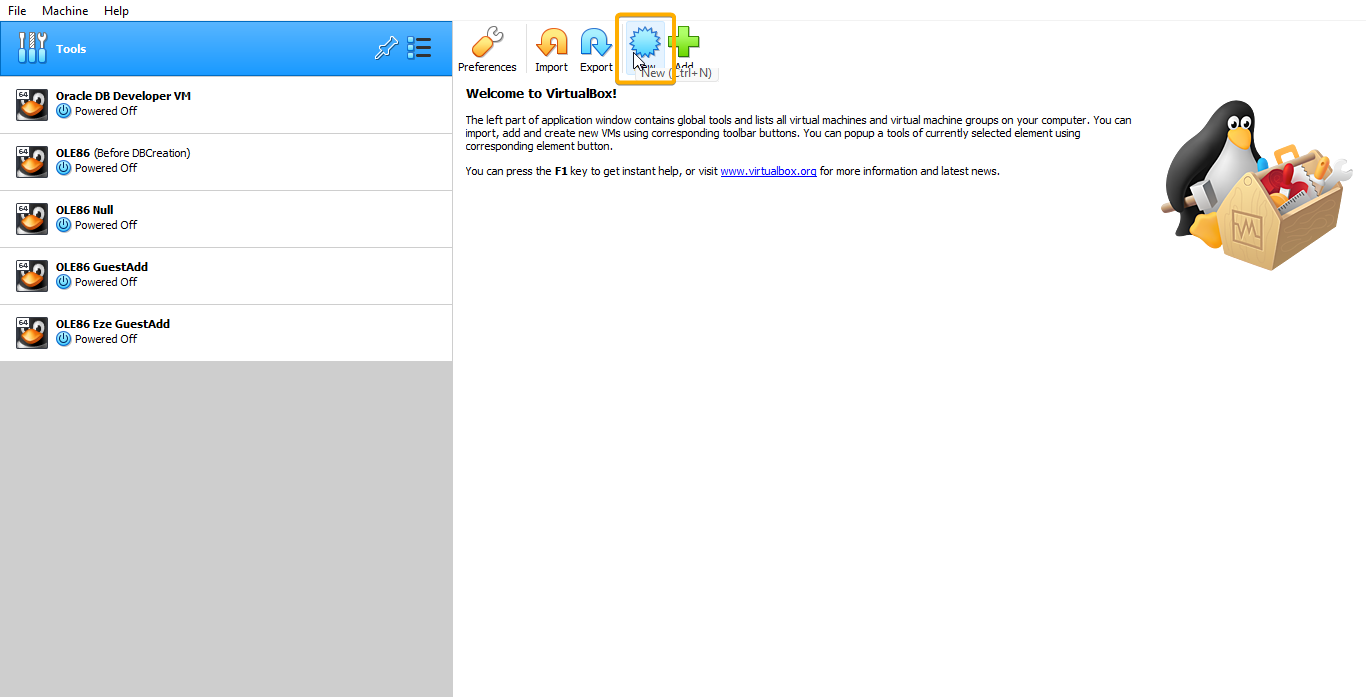 File Machine Help
Tools
Preferences Import Export Add
New (Ctrl+N)
64 Oracle DB Developer VM
Powered Off
64 OLE86 (Before DBCreation)
Powered Off
64 OLE86 Null
Powered Off
64 OLE86 GuestAdd
Powered Off
64 OLE86 Eze GuestAdd
Powered Off
Welcome to VirtualBox!
The left part of application window contains global tools and lists all virtual machines and virtual machine groups on your computer. You can
import, add and create new VMs using corresponding toolbar buttons. You can popup a tools of currently selected element using
corresponding element button.
You can press the F1 key to get instant help, or visit www.virtualbox.org for more information and latest news.